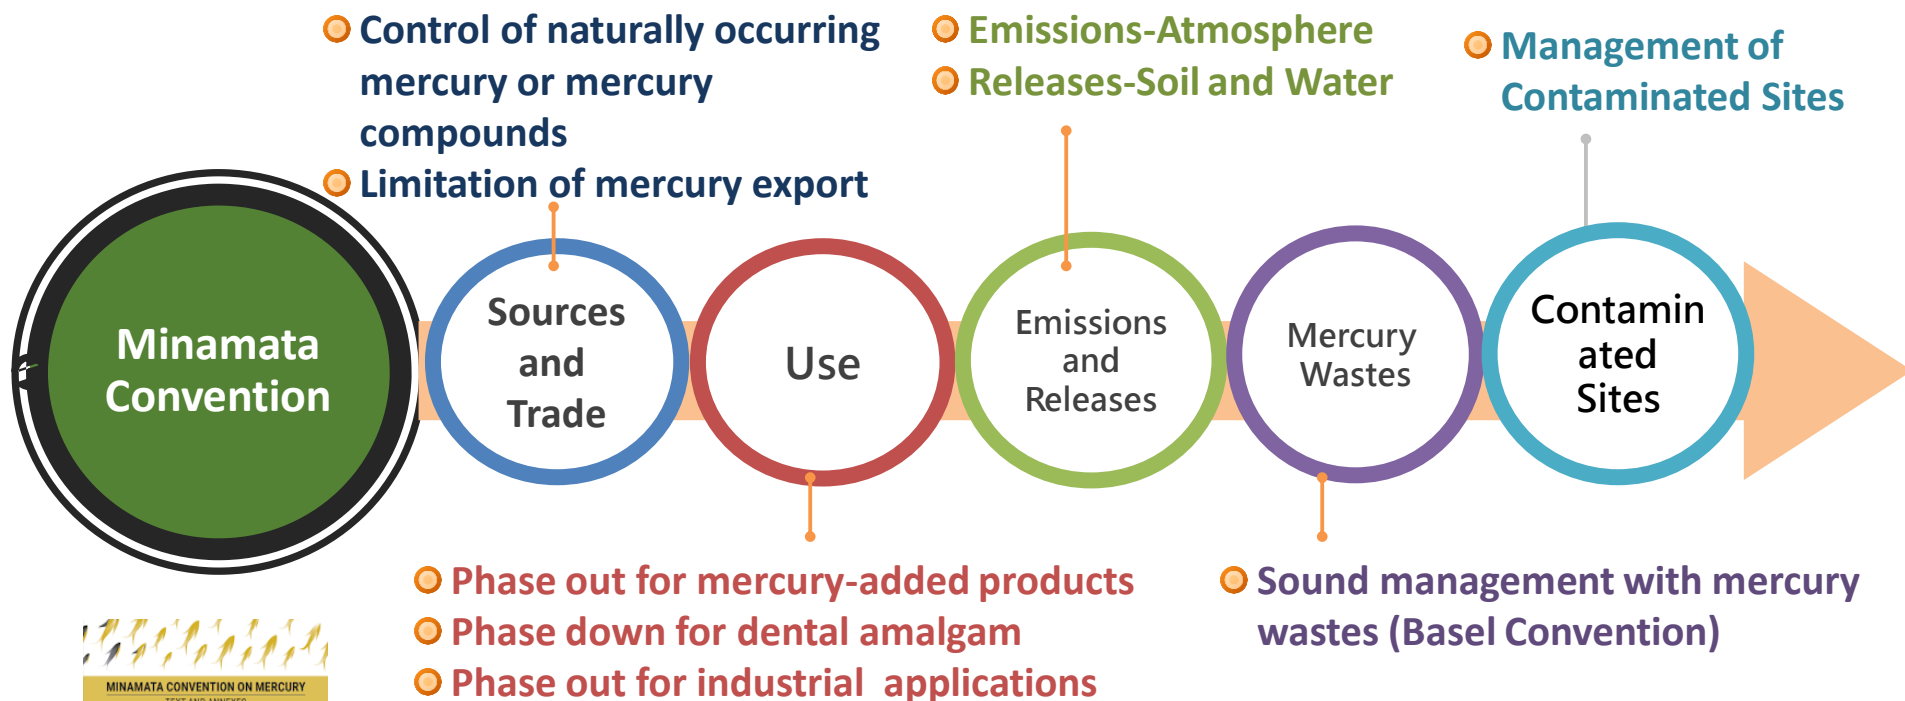 Control of naturally occurring
mercury or mercury
compounds
Limitation of mercury export
Emissions-Atmosphere
Releases-Soil and Water
Management of
Contaminated Sites
Minamata
Convention
Sources
and
Trade
Use
Emissions
and
Releases
Mercury
Wastes
Contamin
ated
Sites
Phase out for mercury-added products
Phase down for dental amalgam
Phase out for industrial applications
Sound management with mercury
wastes (Basel Convention)
MINAMATA CONVENTION ON MERCURY
TEXT AND ANNEXES